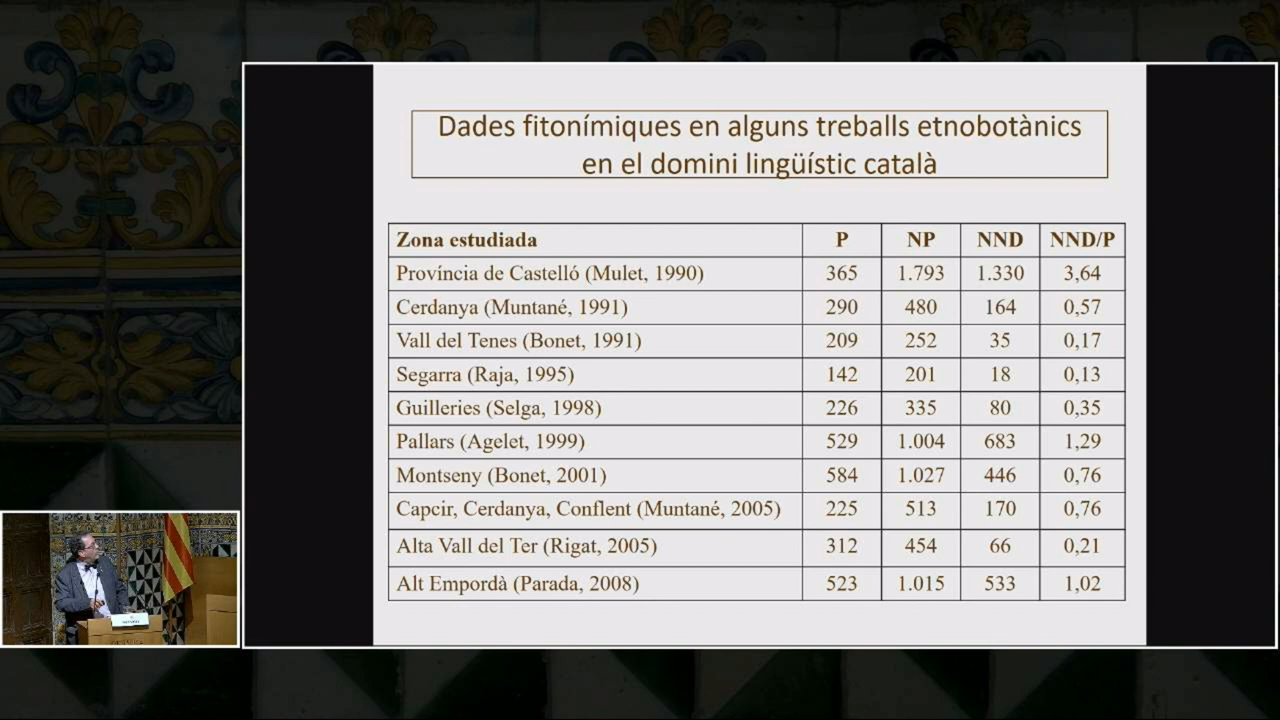 Dades fitonímiques en alguns treballs etnobotànics
en el domini lingüístic català
Zona estudiada P NP NND NND/P
Província de Castelló (Mulet, 1990) 365 1.793 1.330 3,64
Cerdanya (Muntané, 1991) 290 480 164 0,57
Vall del Tenes (Bonet, 1991) 209 252 35 0,17
Segarra (Raja, 1995) 142 201 18 0,13
Guilleries (Selga, 1998) 226 335 80 0,35
Pallars (Agelet, 1999) 529 1.004 683 1,29
Montseny (Bonet, 2001) 584 1.027 446 0,76
Capcir, Cerdanya, Conflent (Muntané, 2005) 225 513 170 0,76
Alta Vall del Ter (Rigat, 2005) 312 454 66 0,21
Alt Empordà (Parada, 2008) 523 1.015 533 1,02